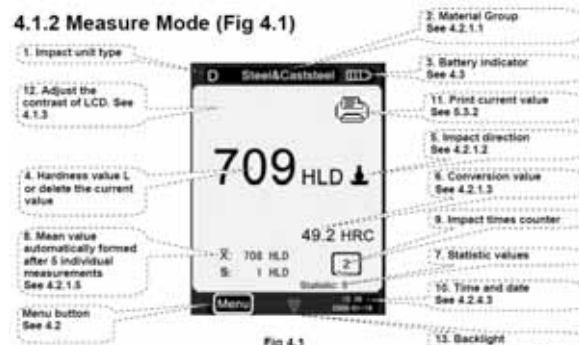 4.1.2 Measure Mode (Fig 4.1)
1. Impact unit type
2. Material Group
See 4.2.1.1
D Steel&Caststeel
3. Battery indicator
See 4.3
12. Adjust the
contrast of LCD. See
4.1.3
11. Print current value
See 5.3.2
5. Impact direction
See 4.2.1.2
709 HLD
4. Hardness value L
or delete the current
value
6. Conversion value
See 4.2.1.3
49.2 HRC
9. Impact times counter
8. Mean value
automatically formed
after 5 individual
measurements
See 4.2.1.5
X: 708 HLD
2
S: 1 HLD
7. Statistic values
Statistic:
10. Time and date
See 4.2.4.3
Menu
Menu button
See 4.2
Fig 4.1
13. Backlight